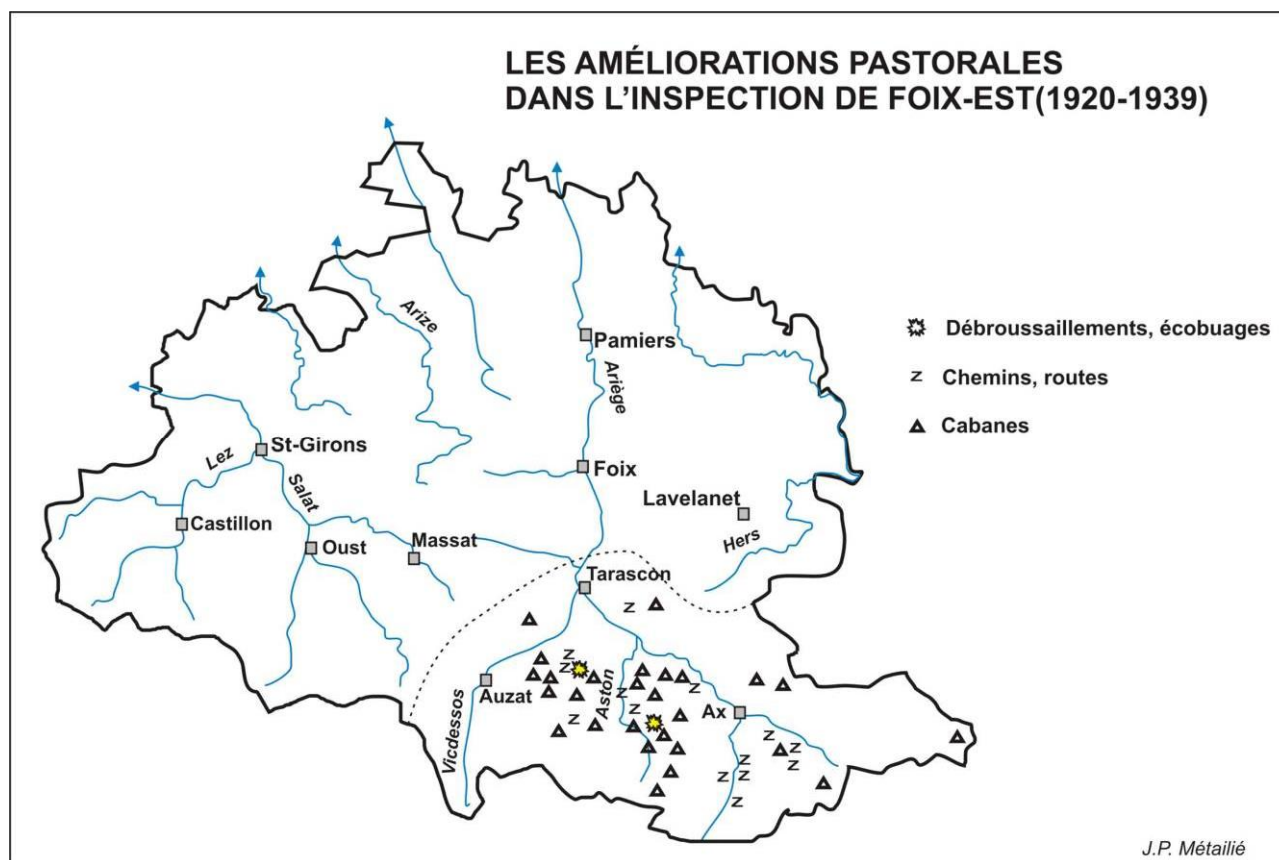 LES AMÉLIORATIONS PASTORALES
DANS L'INSPECTION DE FOIX-EST(1920-1939)
Arize
Pamiers
Ariège
Débroussaillements, écobuages
Chemins, routes
Cabanes
St-Girons
Lez
Salat
Foix
Lavelanet
Castillon
Oust
Massat
Hers
Tarascon
Auzat
Aston
Ax
Vicdessos
J.P. Métailié